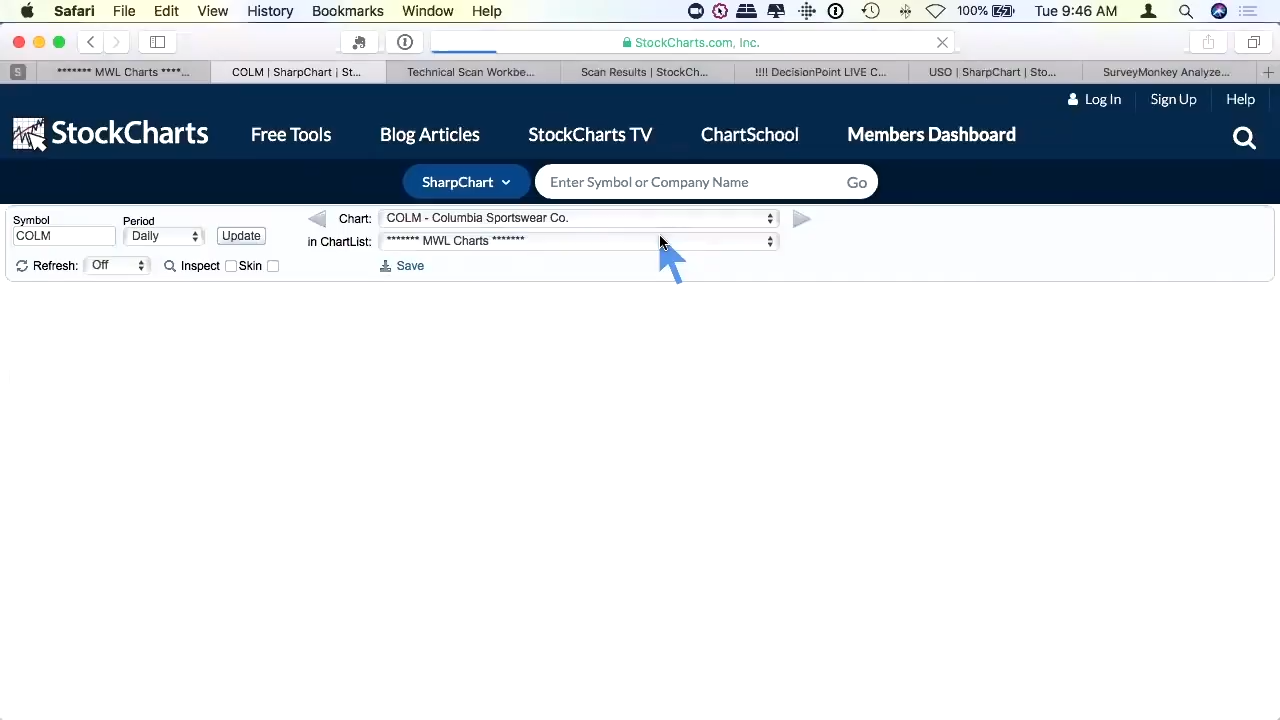 Safari File Edit View History Bookmarks Window Help 100% Tue 9:46 AM
StockCharts.com, Inc.
S ******* MWL Charts ****... COLM | SharpChart | St... Technical Scan Workbe... Scan Results | StockCh... !!!! DecisionPoint LIVE C... USO | SharpChart | Sto... SurveyMonkey Analyze... +
Log In Sign Up Help
StockCharts Free Tools Blog Articles StockCharts TV ChartSchool Members Dashboard
SharpChart Enter Symbol or Company Name Go
Symbol Period Chart: COLM - Columbia Sportswear Co.
COLM Daily Update in ChartList: ******* MWL Charts *******
Refresh: Off Inspect Skin Save